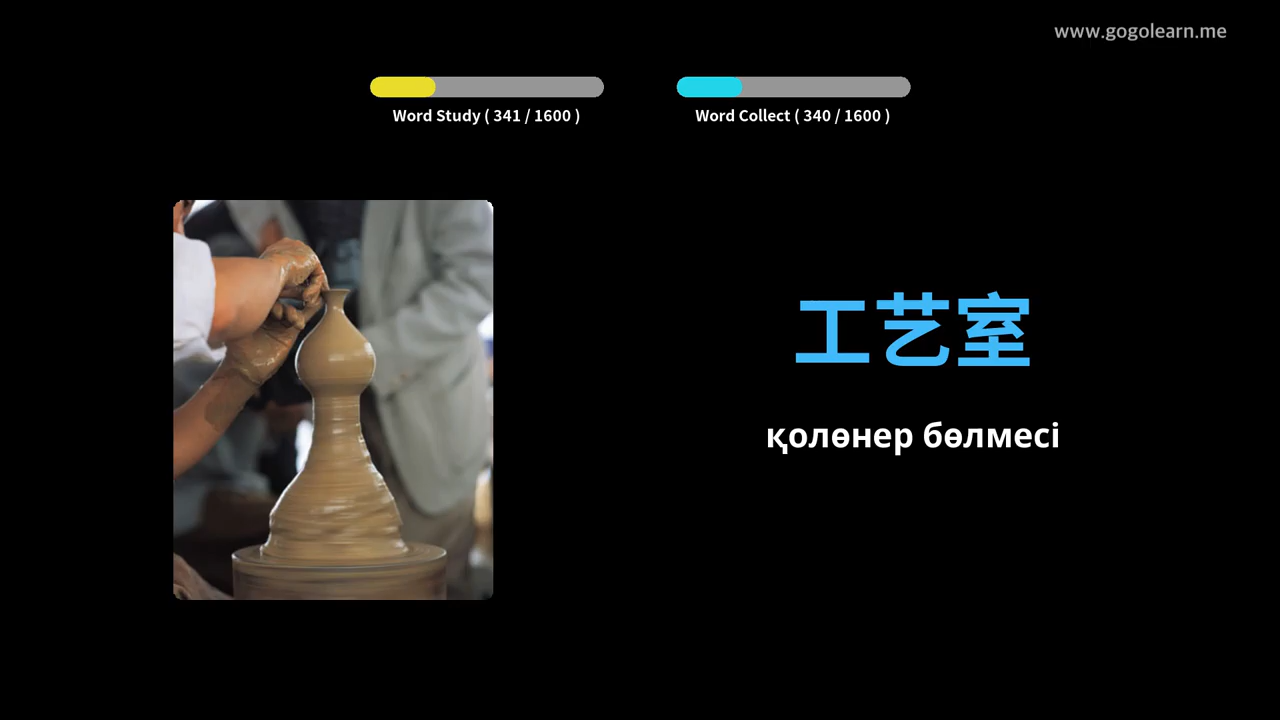 www.gogolearn.me
Word Study ( 341 / 1600 )
Word Collect ( 340 / 1600 )
工艺室
қолөнер бөлмесі